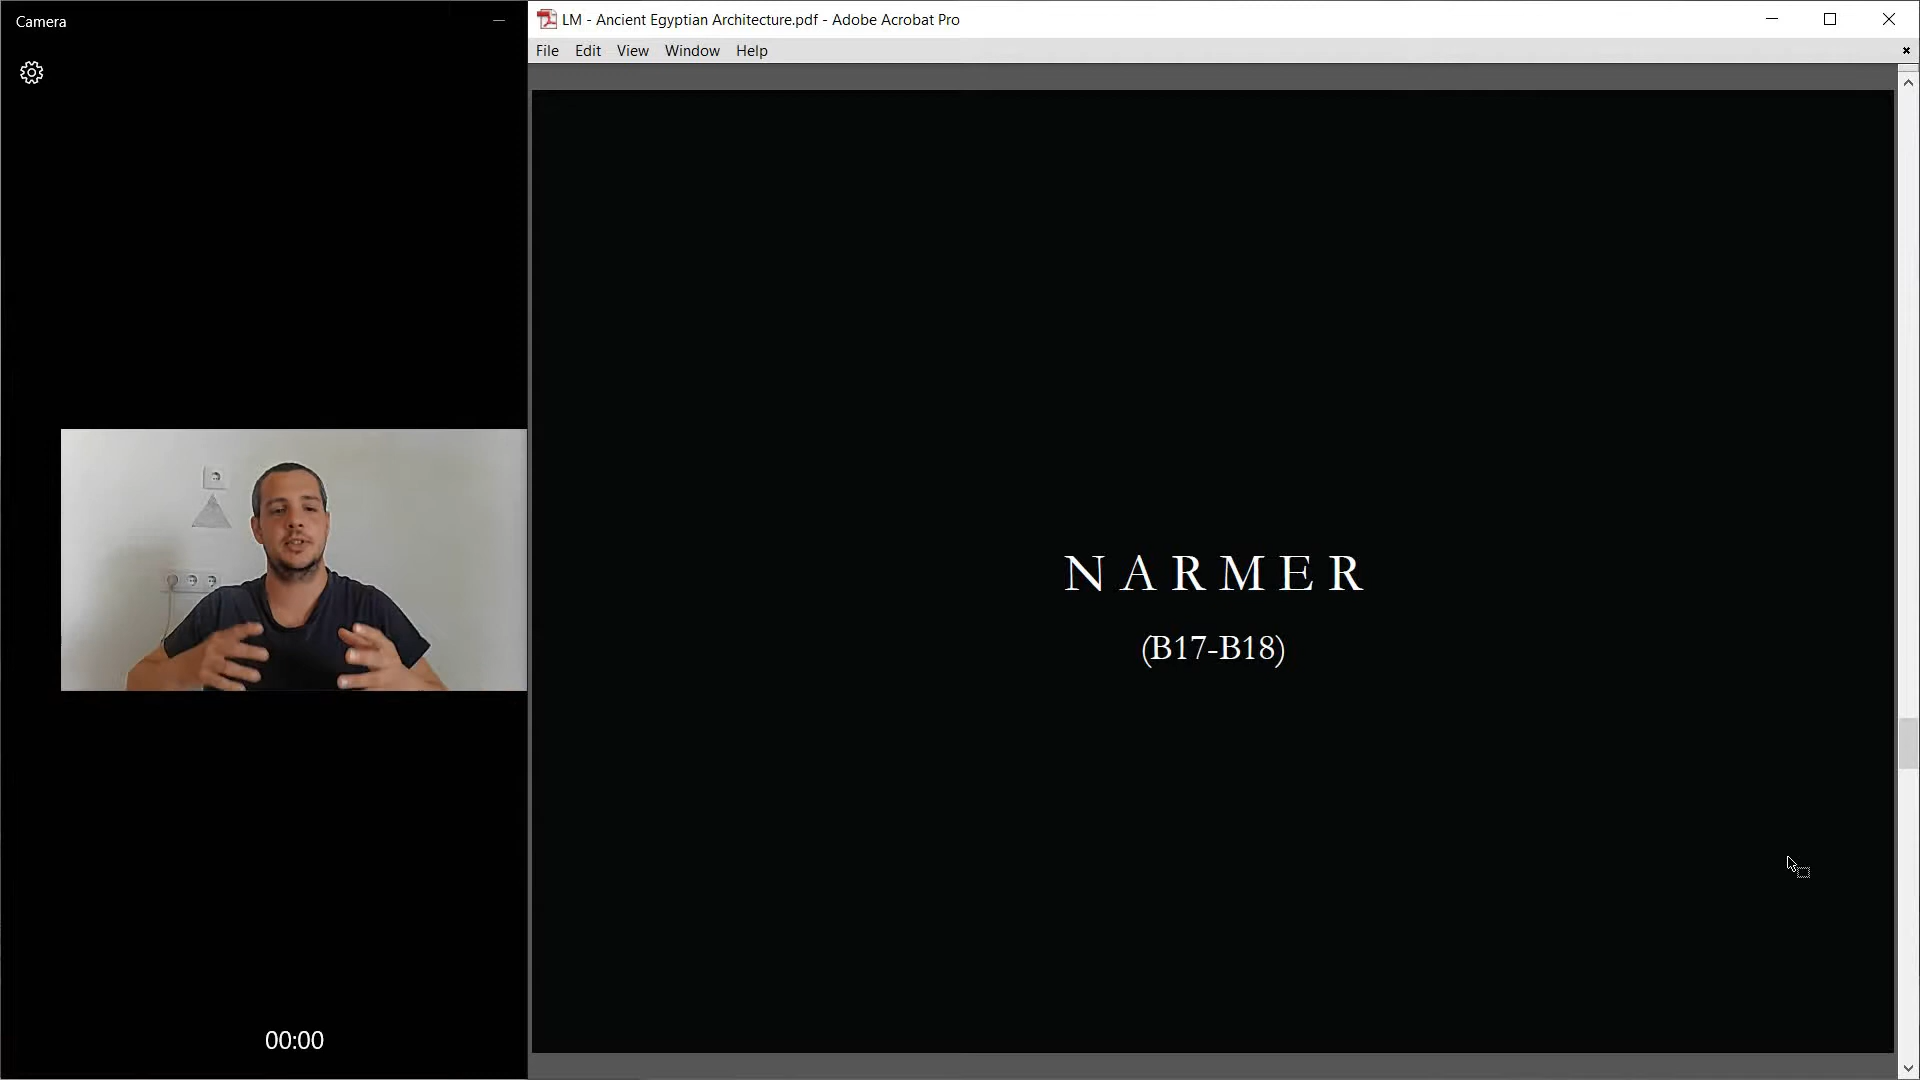 Camera
LM - Ancient Egyptian Architecture.pdf - Adobe Acrobat Pro
File Edit View Window Help
NARMER
(B17-B18)
00:00